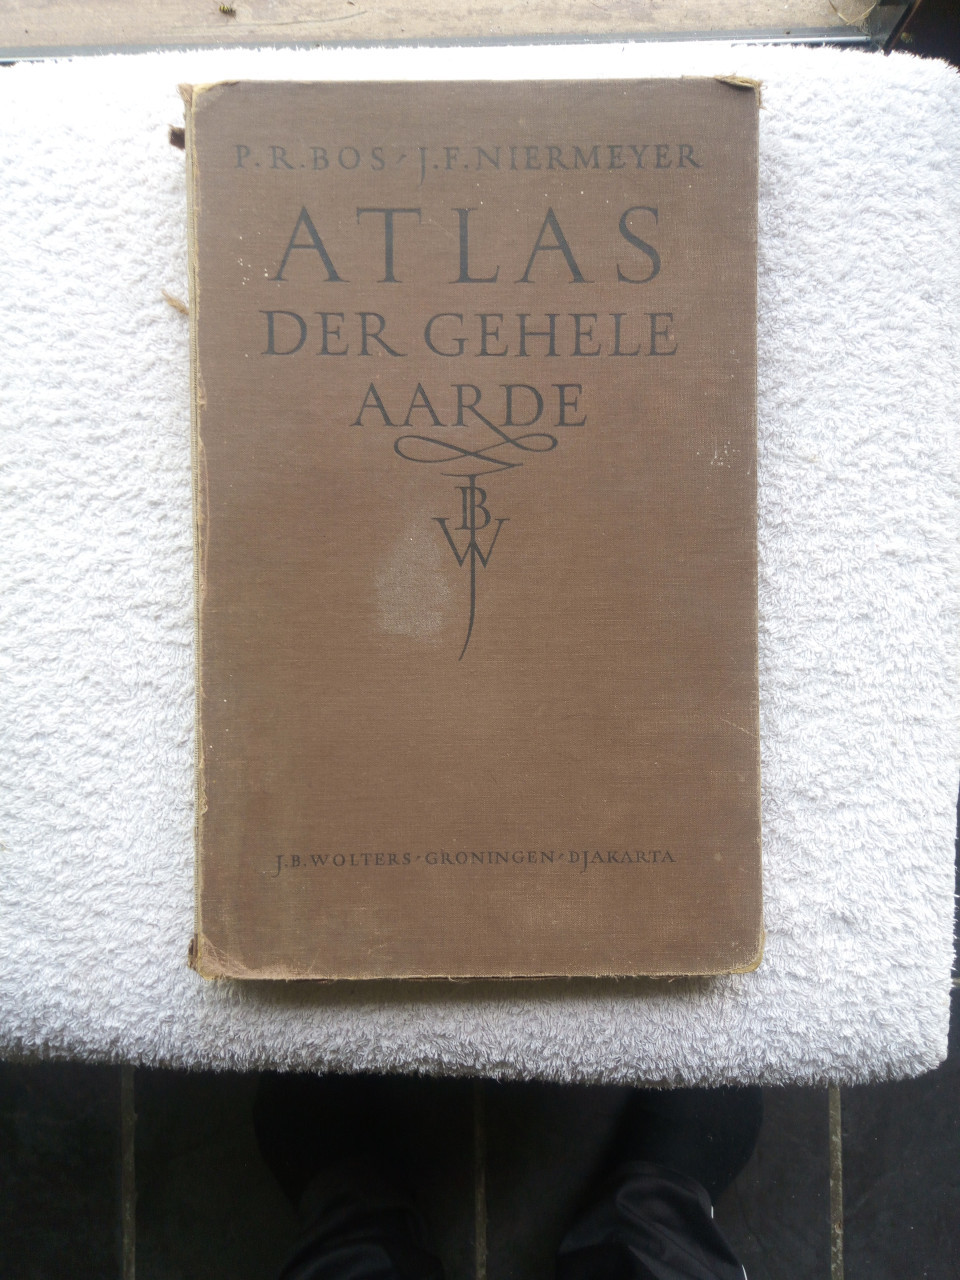 P.R.BOS / J.F.NIERMEYER
ATLAS
DER GEHELE
AARDE
JBW
J.B.WOLTERS / GRONINGEN / DJAKARTA